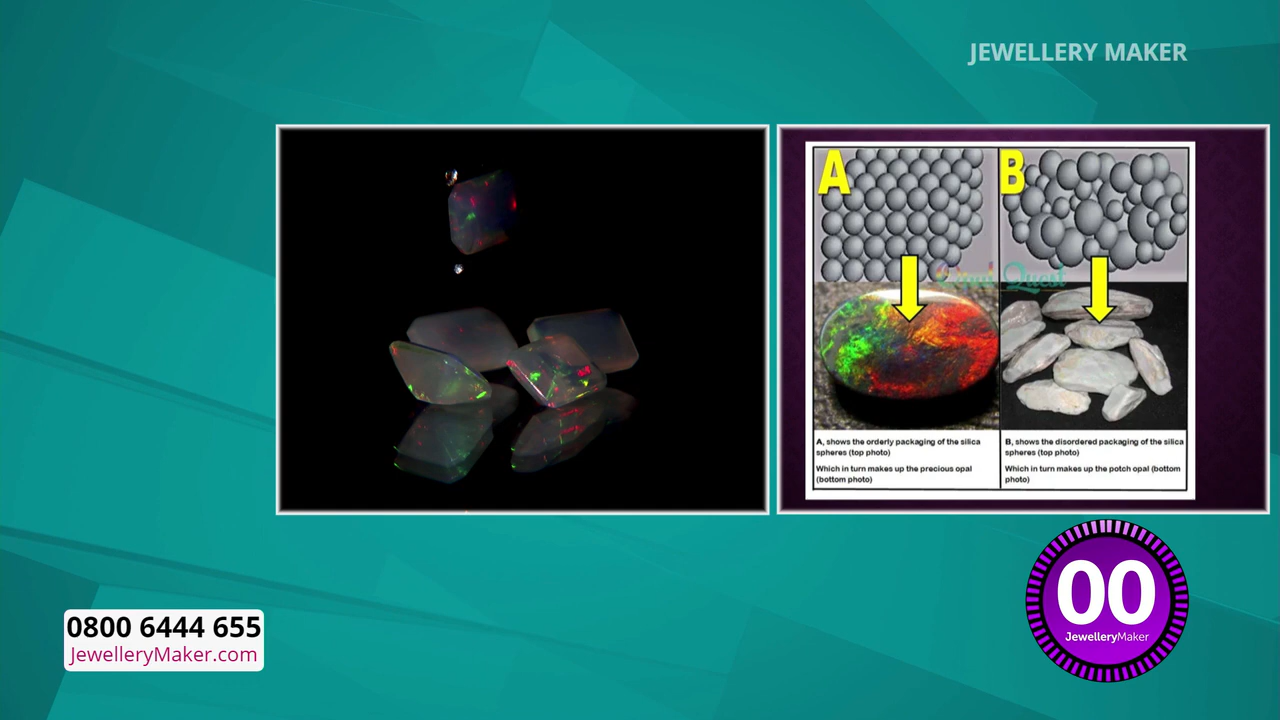 JEWELLERY MAKER
A
B
Opal Quest
A, shows the orderly packaging of the silica
spheres (top photo)
Which in turn makes up the precious opal
(bottom photo)
B, shows the disordered packaging of the silica
spheres (top photo)
Which in turn makes up the potch opal (bottom
photo)
00
JewelleryMaker
0800 6444 655
JewelleryMaker.com